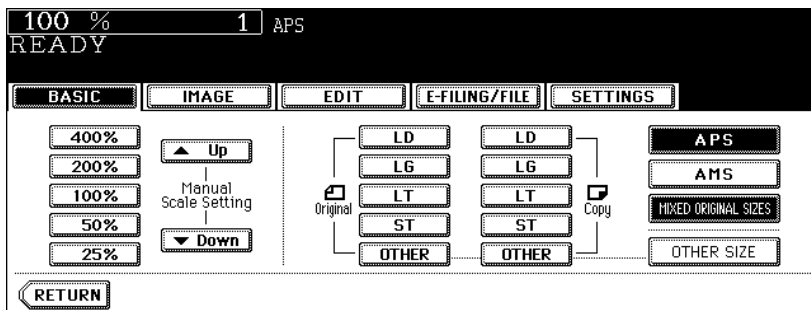 100 % 1 APS
READY
BASIC IMAGE EDIT E-FILING/FILE SETTINGS
400% ▲ Up LD LD APS
200% LG LG AMS
100% Manual Scale Setting Original LT LT Copy MIXED ORIGINAL SIZES
50% ▼ Down ST ST
25% OTHER OTHER OTHER SIZE
RETURN